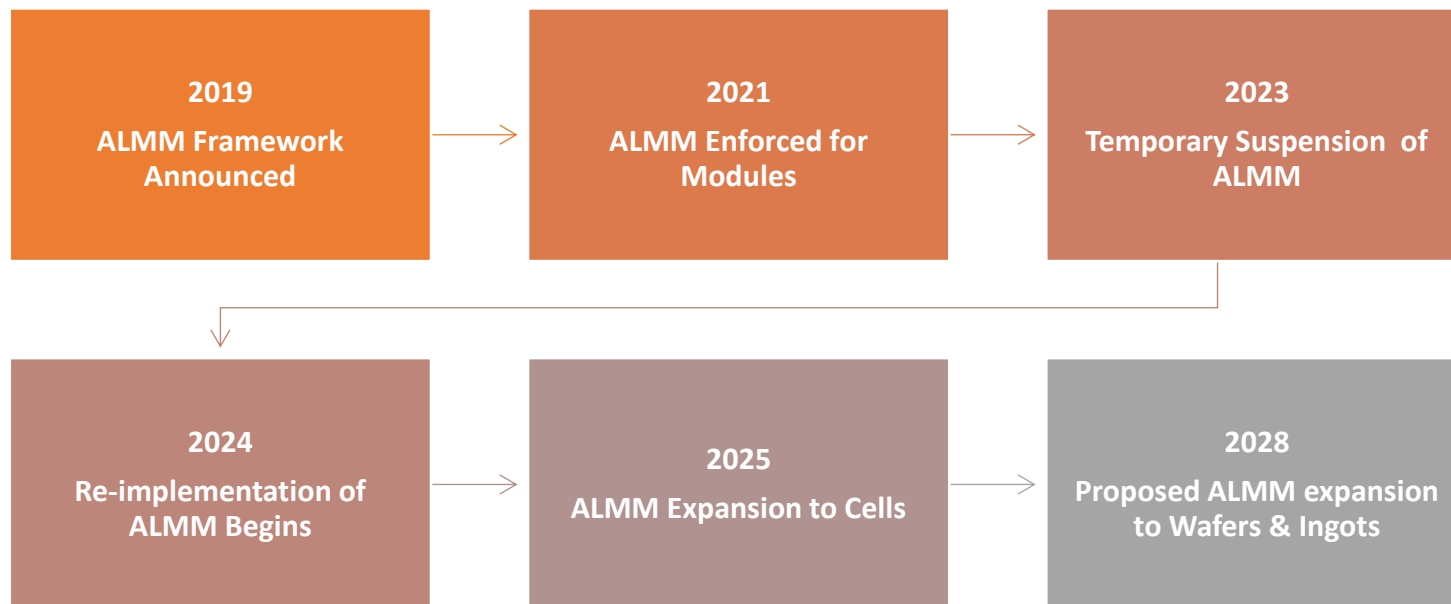 2019
ALMM Framework
Announced
2021
ALMM Enforced for
Modules
2023
Temporary Suspension of
ALMM
2024
Re-implementation of
ALMM Begins
2025
ALMM Expansion to Cells
2028
Proposed ALMM expansion
to Wafers & Ingots